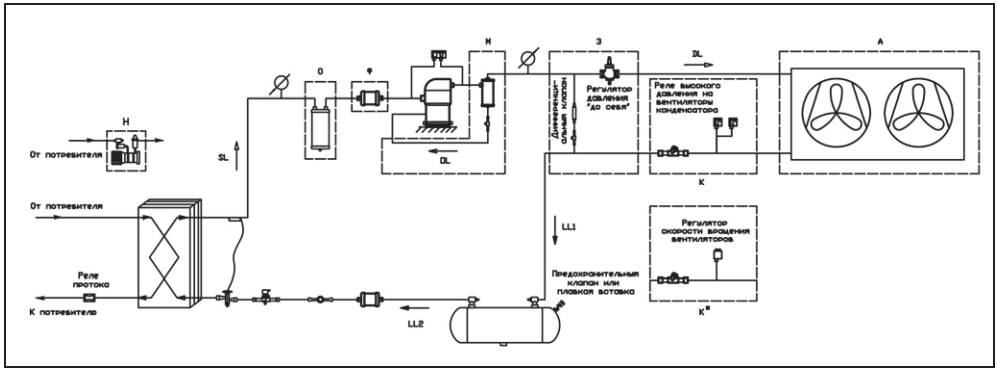 Н
От потребителя
От потребителя
Реле
протока
К потребителю
SL
О
Ф
М
OL
З
Дифференци-
альный клапан
Регулятор
давления
"до себя"
DL
А
Реле высокого
давления на
вентиляторы
конденсатора
К
LL1
Предохранительный
клапан или
плавкая вставка
LL2
Регулятор
скорости вращения
вентиляторов
К*